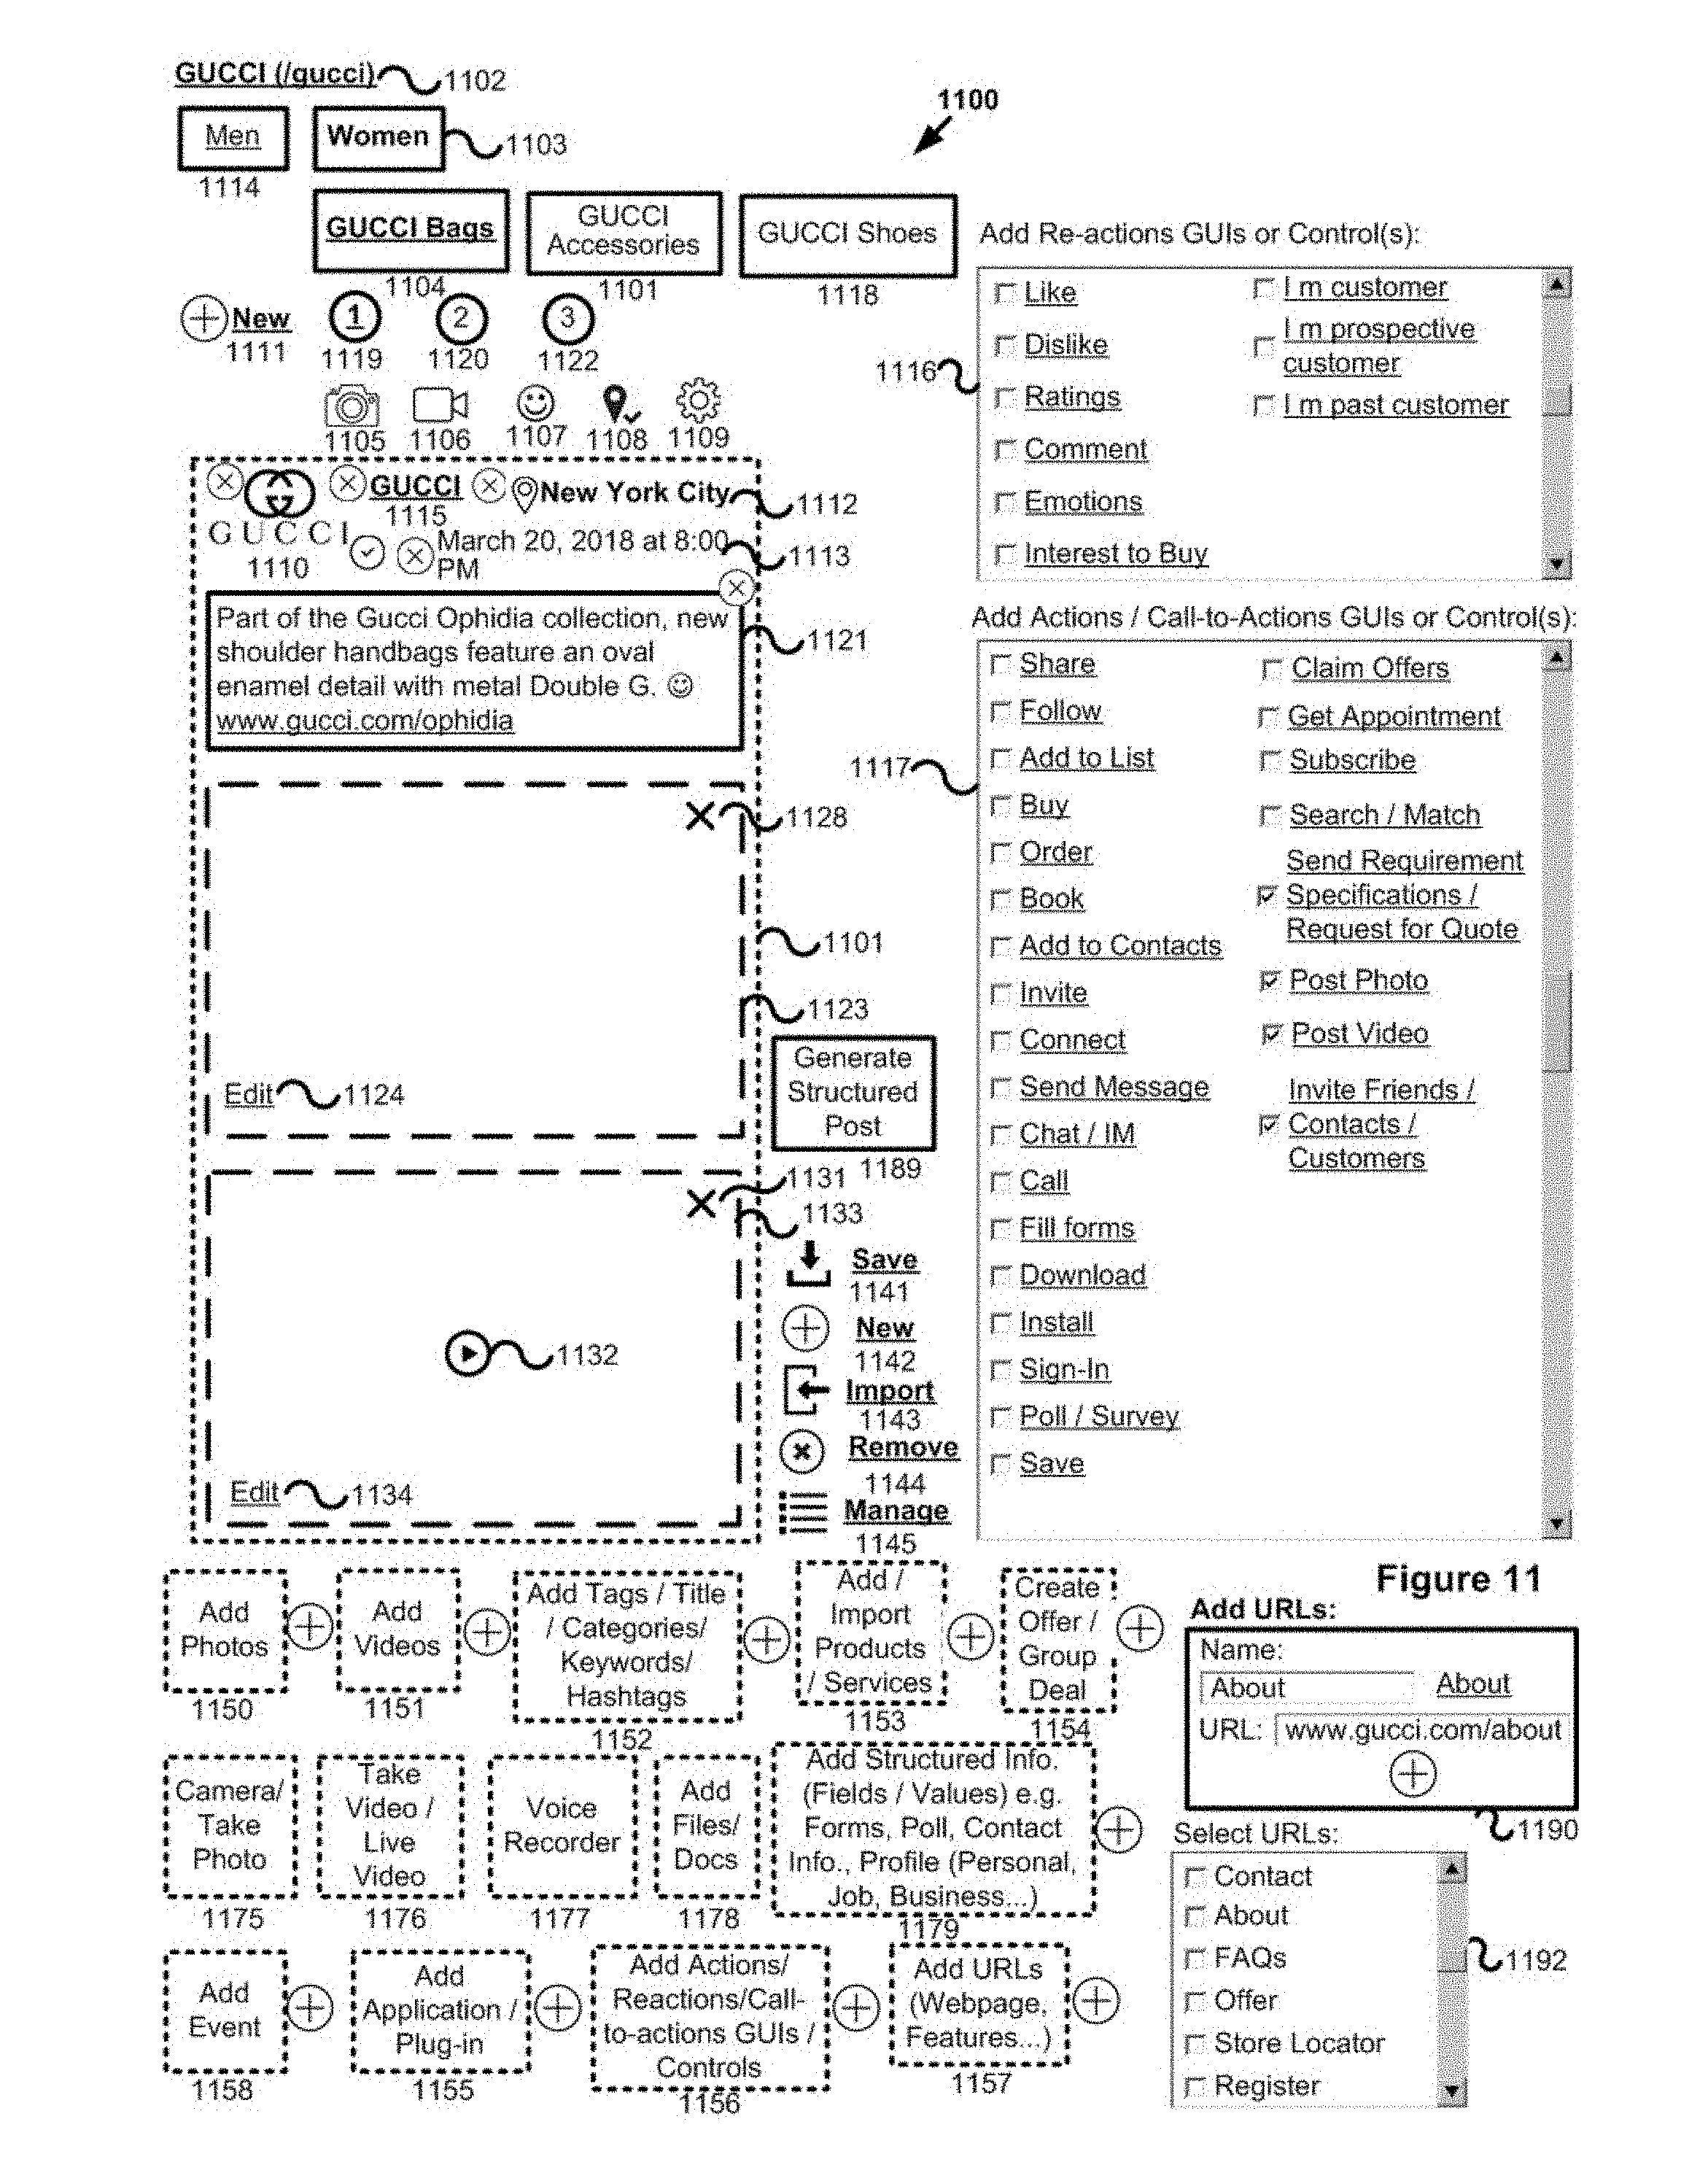 GUCCI (/gucci) 1102
1100
Men
Women 1103
1114
GUCCI Bags
GUCCI
Accessories
GUCCI Shoes
1104
1101
1118
New
1111
1
2
3
1119
1120
1122
1105
1106
1107
1108
1109
GUCCI
1110
GUCCI
1115
New York City 1112
March 20, 2018 at 8:00
PM
1113
Part of the Gucci Ophidia collection, new
shoulder handbags feature an oval
enamel detail with metal Double G. ☺
www.gucci.com/ophidia
1121
1128
1101
1123
Edit 1124
Generate
Structured
Post
1189
1131
1133
1132
Edit 1134
Save
1141
New
1142
Import
1143
Remove
1144
Manage
1145
Add Re-actions GUIs or Control(s):
1116
Like
Dislike
Ratings
Comment
Emotions
Interest to Buy
I m customer
I m prospective
customer
I m past customer
Add Actions / Call-to-Actions GUIs or Control(s):
1117
Share
Follow
Add to List
Buy
Order
Book
Add to Contacts
Invite
Connect
Send Message
Chat / IM
Call
Fill forms
Download
Install
Sign-In
Poll / Survey
Save
Claim Offers
Get Appointment
Subscribe
Search / Match
Send Requirement
Specifications /
Request for Quote
Post Photo
Post Video
Invite Friends /
Contacts /
Customers
Figure 11
Add
Photos
1150
Add
Videos
1151
Add Tags / Title
/ Categories/
Keywords/
Hashtags
1152
Add /
Import
Products
/ Services
1153
Create
Offer /
Group
Deal
1154
Add URLs:
Name:
About
About
URL: www.gucci.com/about
1190
Camera/
Take
Photo
1175
Take
Video /
Live
Video
1176
Voice
Recorder
1177
Add
Files/
Docs
1178
Add Structured Info.
(Fields / Values) e.g.
Forms, Poll, Contact
Info., Profile (Personal,
Job, Business...)
1179
Select URLs:
Contact
About
FAQs
Offer
Store Locator
Register
1192
Add
Event
1158
Add
Application /
Plug-in
1155
Add Actions/
Reactions/Call-
to-actions GUIs /
Controls
1156
Add URLs
(Webpage,
Features...)
1157